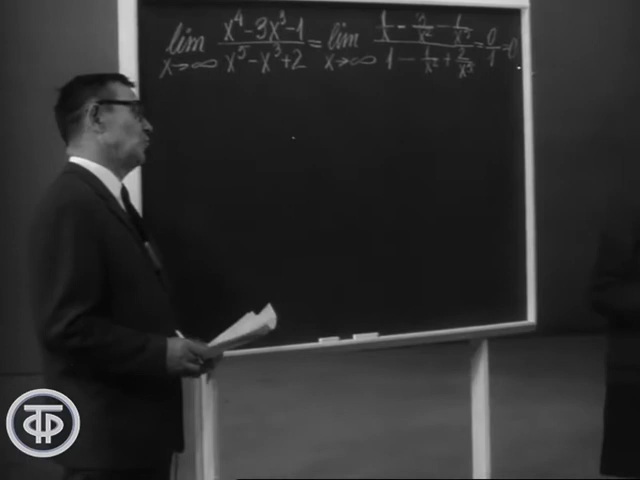 lim x→∞ (x⁴ - 3x³ - 1)/(x⁵ - x³ + 2) = lim x→∞ (1/x - 3/x² - 1/x⁵)/(1 - 1/x² + 2/x⁵) = 0/1 = 0